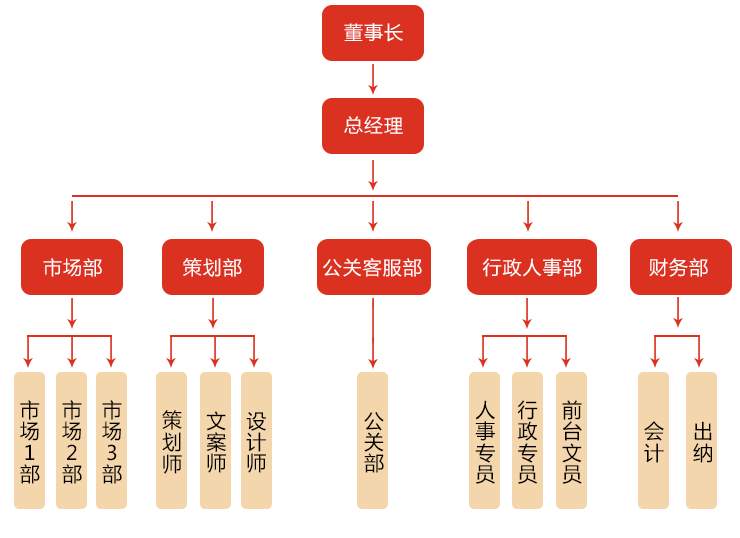 董事长
总经理
市场部
策划部
公关客服部
行政人事部
财务部
市场1部
市场2部
市场3部
策划师
文案师
设计师
公关部
人事专员
行政专员
前台文员
会计
出纳